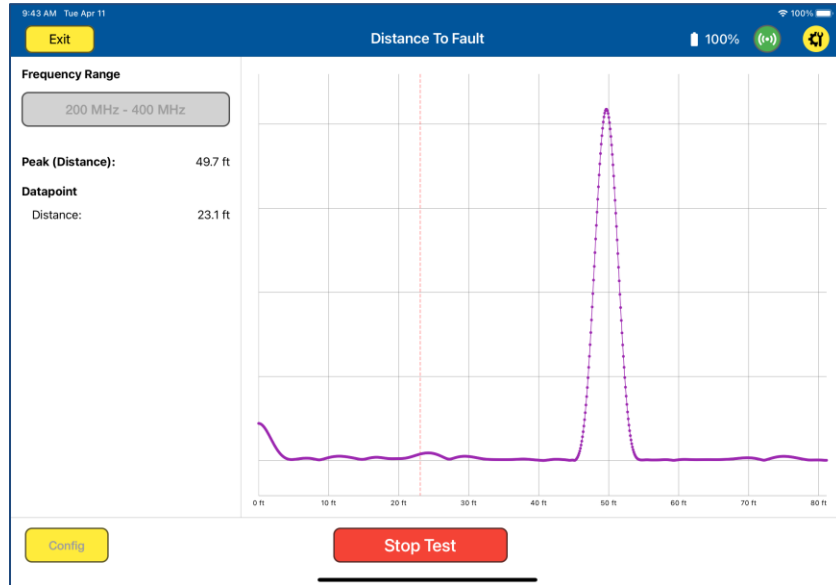 9:43 AM Tue Apr 11
100%
Exit
Distance To Fault
100%
Frequency Range
200 MHz - 400 MHz
Peak (Distance): 49.7 ft
Datapoint
Distance: 23.1 ft
0 ft 10 ft 20 ft 30 ft 40 ft 50 ft 60 ft 70 ft 80 ft
Config
Stop Test